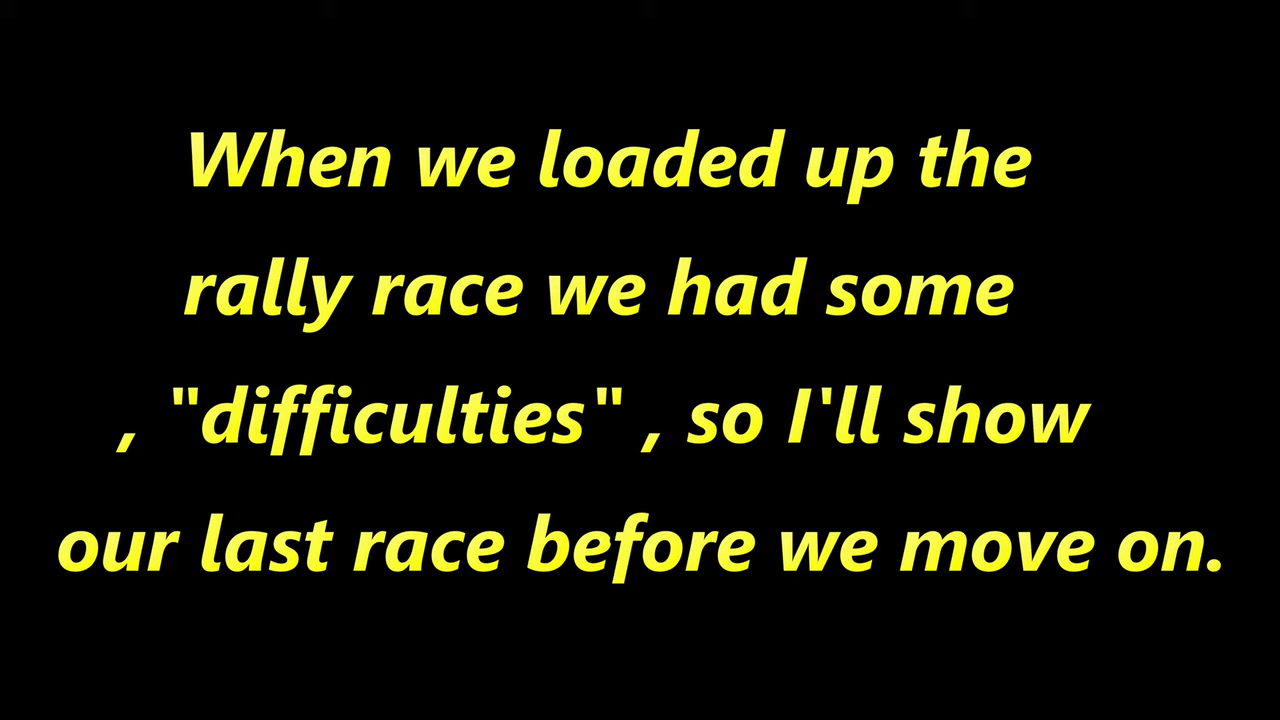 When we loaded up the
rally race we had some
, "difficulties" , so I'll show
our last race before we move on.